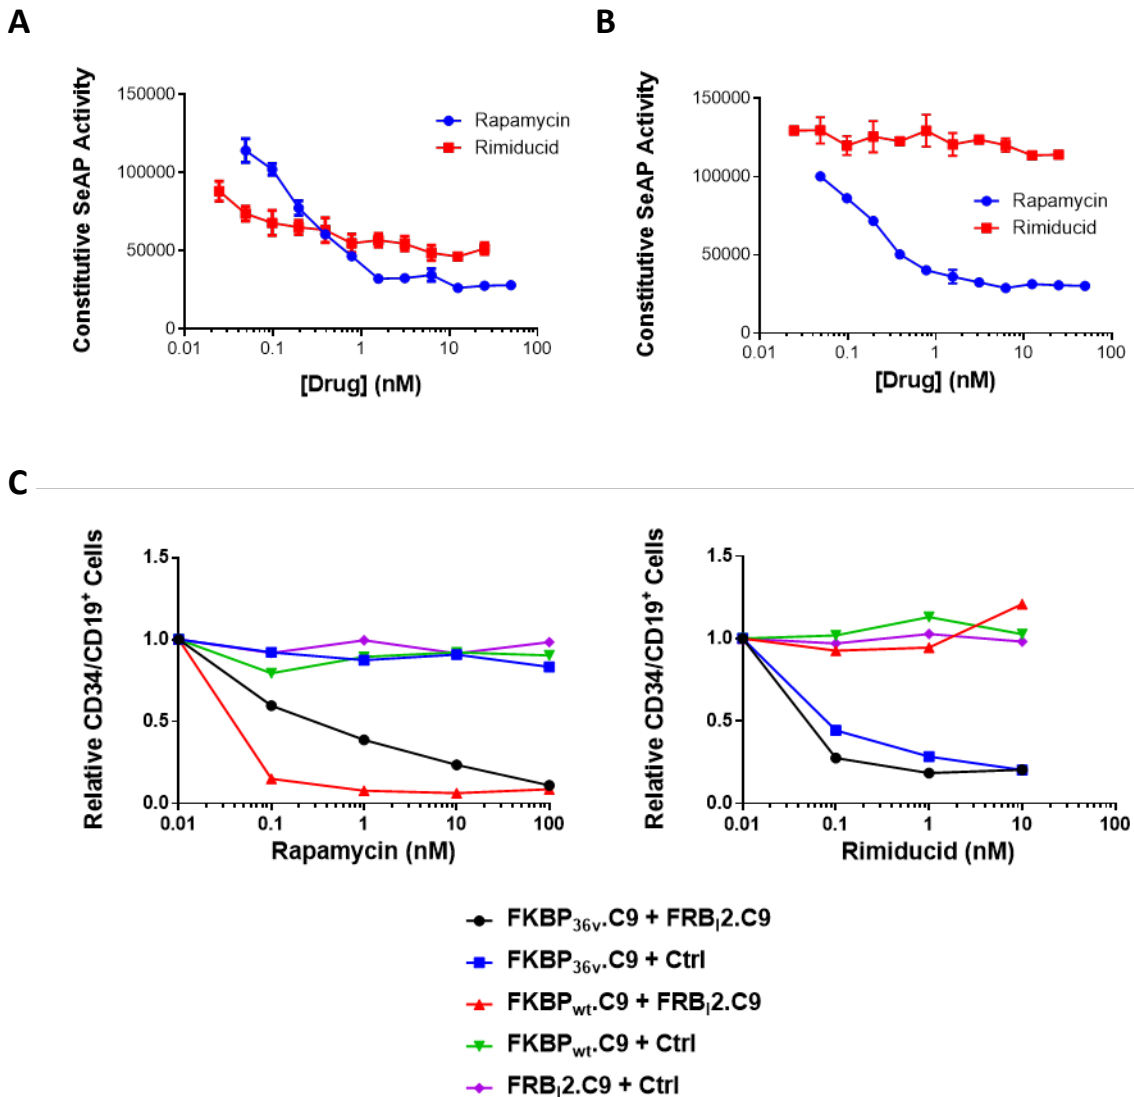 A
B
Constitutive SeAP Activity
150000
100000
50000
0
0.01
0.1
1
10
100
[Drug] (nM)
Rapamycin
Rimiducid
Constitutive SeAP Activity
150000
100000
50000
0
0.01
0.1
1
10
100
[Drug] (nM)
Rapamycin
Rimiducid
C
Relative CD34/CD19⁺ Cells
1.5
1.0
0.5
0.0
0.01
0.1
1
10
100
Rapamycin (nM)
Relative CD34/CD19⁺ Cells
1.5
1.0
0.5
0.0
0.01
0.1
1
10
100
Rimiducid (nM)
FKBP36v.C9 + FRBl2.C9
FKBP36v.C9 + Ctrl
FKBPwt.C9 + FRBl2.C9
FKBPwt.C9 + Ctrl
FRBl2.C9 + Ctrl